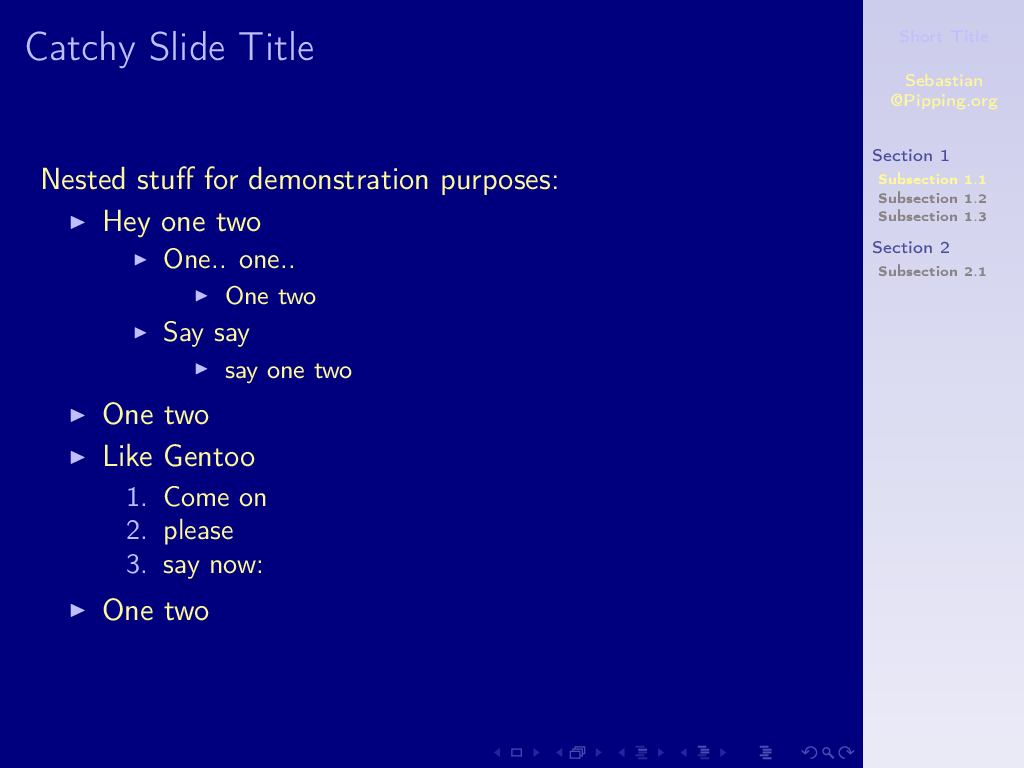 Catchy Slide Title
Nested stuff for demonstration purposes:
Hey one two
One.. one..
One two
Say say
say one two
One two
Like Gentoo
1. Come on
2. please
3. say now:
One two
Short Title
Sebastian
@Pipping.org
Section 1
Subsection 1.1
Subsection 1.2
Subsection 1.3
Section 2
Subsection 2.1